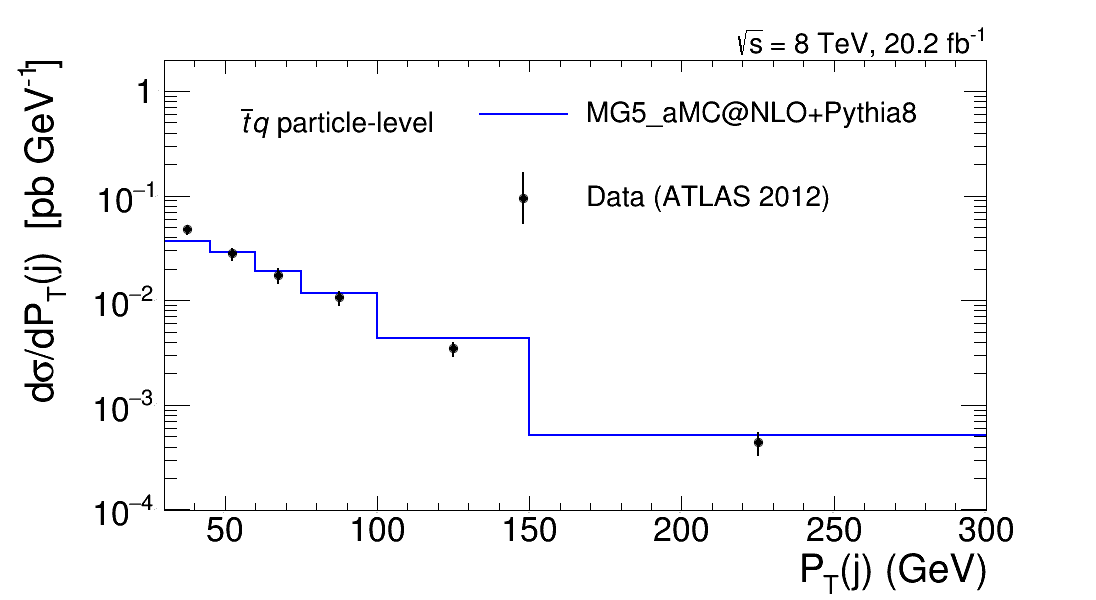 √s = 8 TeV, 20.2 fb⁻¹
dσ/dP_T(j) [pb GeV⁻¹]
t̅q particle-level
MG5_aMC@NLO+Pythia8
Data (ATLAS 2012)
1
10⁻¹
10⁻²
10⁻³
10⁻⁴
50 100 150 200 250 300
P_T(j) (GeV)